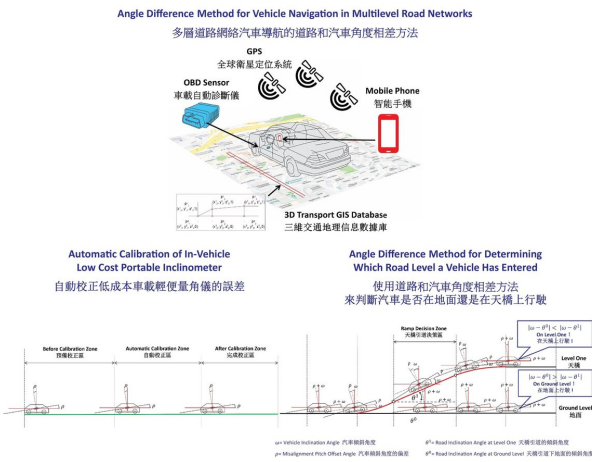 Angle Difference Method for Vehicle Navigation in Multilevel Road Networks
多層道路網絡汽車導航的道路和汽車角度相差方法
GPS
全球衛星定位系統
OBD Sensor
車載自動診斷儀
Mobile Phone
智能手機
3D Transport GIS Database
三維交通地理信息數據庫
Automatic Calibration of In-Vehicle
Low Cost Portable Inclinometer
自動校正低成本車載輕便量角儀的誤差
Before Calibration Zone
預備校正區
Automatic Calibration Zone
自動校正區
After Calibration Zone
完成校正區
ρ
ρ
ρ
Angle Difference Method for Determining
Which Road Level a Vehicle Has Entered
使用道路和汽車角度相差方法
來判斷汽車是否在地面還是在天橋上行駛
Ramp Decision Zone
天橋引道決策區
|ω − θ¹| < |ω − θ⁰|
On Level One !
在天橋上行駛 !
Level One
天橋
|ω − θ¹| > |ω − θ⁰|
On Ground Level !
在地面上行駛 !
Ground Level
地面
ρ + ω
ρ + ω
ρ + ω
ρ + ω
θ¹
θ⁰
ω= Vehicle Inclination Angle 汽車傾斜角度
θ¹= Road Inclination Angle at Level One 天橋引道的傾斜角度
ρ= Misalignment Pitch Offset Angle 汽車傾斜角度的偏差
θ⁰= Road Inclination Angle at Ground Level 天橋引道下地面的傾斜角度